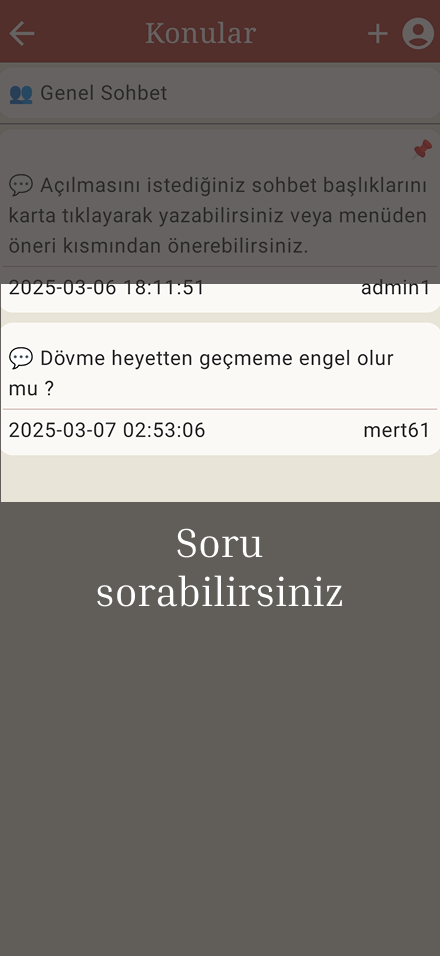 Konular
Genel Sohbet
Açılmasını istediğiniz sohbet başlıklarını
karta tıklayarak yazabilirsiniz veya menüden
öneri kısmından önerebilirsiniz.
2025-03-06 18:11:51 admin1
Dövme heyetten geçmeme engel olur
mu ?
2025-03-07 02:53:06 mert61
Soru
sorabilirsiniz